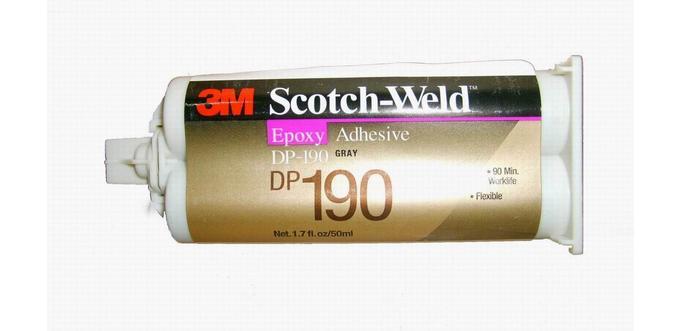 3M Scotch-Weld™
Epoxy Adhesive
DP-190 GRAY
DP190
• 90 Min.
Worklife
• Flexible
Net.1.7 fl.oz/50ml